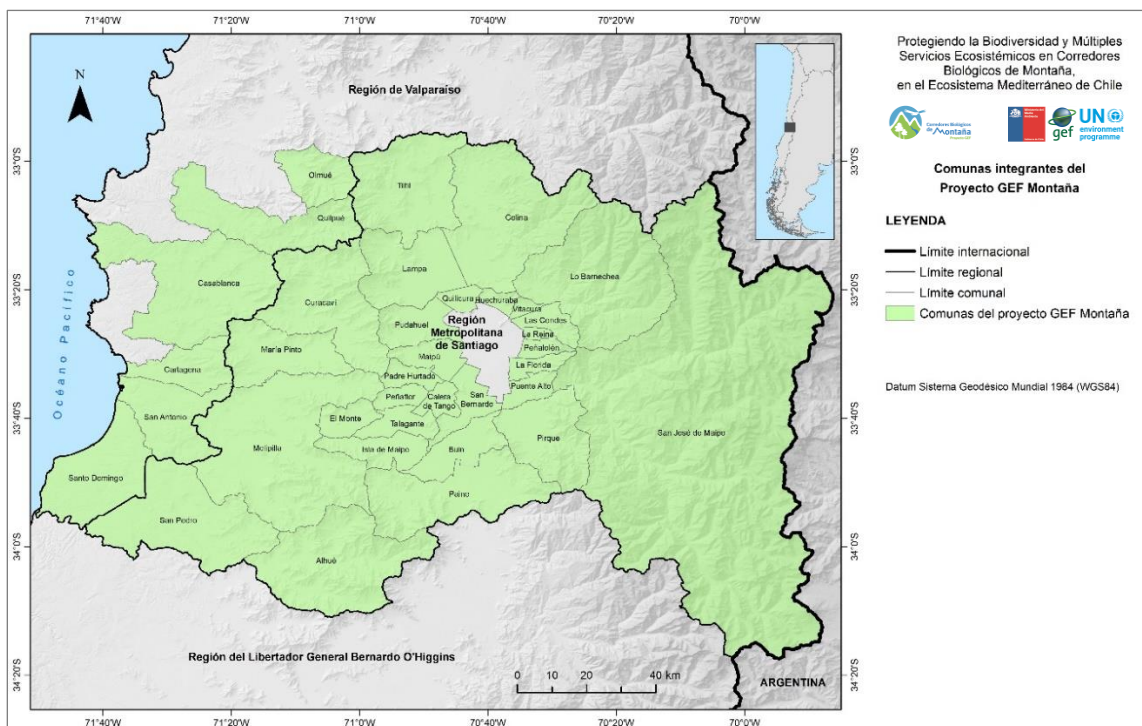 71°40'W
71°20'W
71°0'W
70°40'W
70°20'W
70°0'W
Protegiendo la Biodiversidad y Múltiples
Servicios Ecosistémicos en Corredores
Biológicos de Montaña,
en el Ecosistema Mediterráneo de Chile
Corredores Biológicos
de Montaña
gef
UN
environment
programme
Comunas integrantes del
Proyecto GEF Montaña
LEYENDA
Límite internacional
Límite regional
Límite comunal
Comunas del proyecto GEF Montaña
Datum Sistema Geodésico Mundial 1984 (WGS84)
N
Región de Valparaíso
33°0'S
33°0'S
Olmué
Tiltil
Quilpué
Colina
33°20'S
33°20'S
Océano Pacífico
Casablanca
Lampa
Lo Barnechea
Curacaví
Quilicura
Huechuraba
Vitacura
Pudahuel
Región
Metropolitana
de Santiago
Las Condes
La Reina
Peñalolén
María Pinto
Maipú
La Florida
Cartagena
Padre Hurtado
Puente Alto
Peñaflor
Calera
de Tango
San
Bernardo
33°40'S
33°40'S
San Antonio
El Monte
Talagante
San José de Maipo
Melipilla
Isla de Maipo
Buin
Pirque
Santo Domingo
Paine
San Pedro
34°0'S
34°0'S
Alhué
Región del Libertador General Bernardo O'Higgins
0
10
20
40 km
ARGENTINA
34°20'S
34°20'S
71°40'W
71°20'W
71°0'W
70°40'W
70°20'W
70°0'W